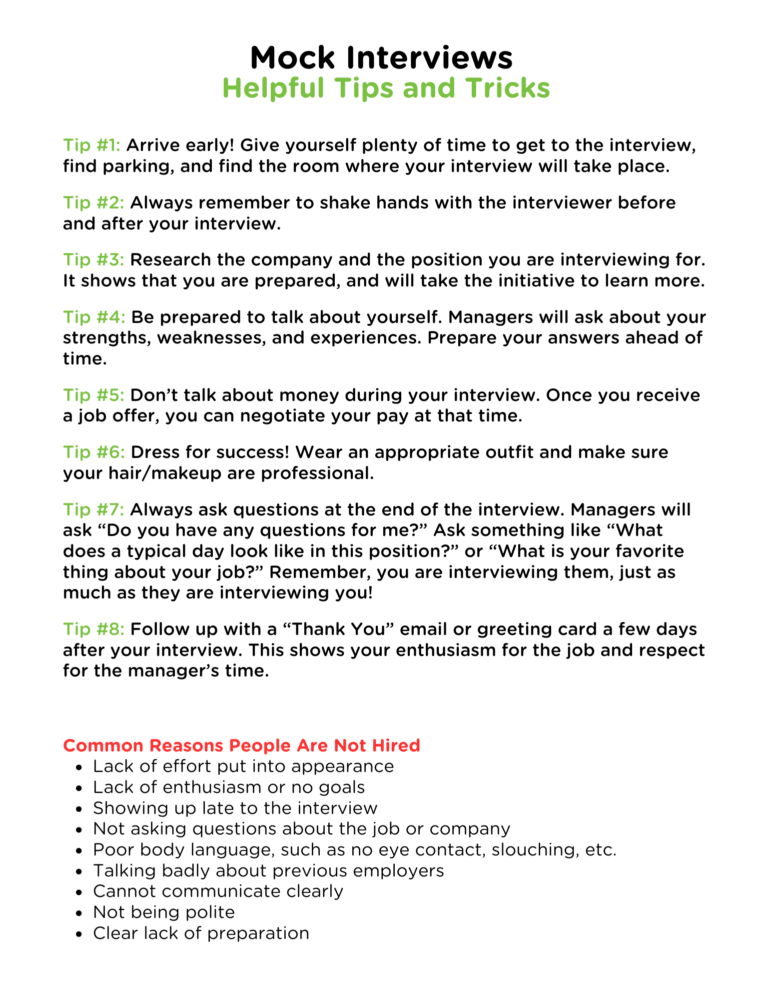 Mock Interviews
Helpful Tips and Tricks
Tip #1: Arrive early! Give yourself plenty of time to get to the interview,
find parking, and find the room where your interview will take place.
Tip #2: Always remember to shake hands with the interviewer before
and after your interview.
Tip #3: Research the company and the position you are interviewing for.
It shows that you are prepared, and will take the initiative to learn more.
Tip #4: Be prepared to talk about yourself. Managers will ask about your
strengths, weaknesses, and experiences. Prepare your answers ahead of
time.
Tip #5: Don’t talk about money during your interview. Once you receive
a job offer, you can negotiate your pay at that time.
Tip #6: Dress for success! Wear an appropriate outfit and make sure
your hair/makeup are professional.
Tip #7: Always ask questions at the end of the interview. Managers will
ask “Do you have any questions for me?” Ask something like “What
does a typical day look like in this position?” or “What is your favorite
thing about your job?” Remember, you are interviewing them, just as
much as they are interviewing you!
Tip #8: Follow up with a “Thank You” email or greeting card a few days
after your interview. This shows your enthusiasm for the job and respect
for the manager’s time.
Common Reasons People Are Not Hired
• Lack of effort put into appearance
• Lack of enthusiasm or no goals
• Showing up late to the interview
• Not asking questions about the job or company
• Poor body language, such as no eye contact, slouching, etc.
• Talking badly about previous employers
• Cannot communicate clearly
• Not being polite
• Clear lack of preparation